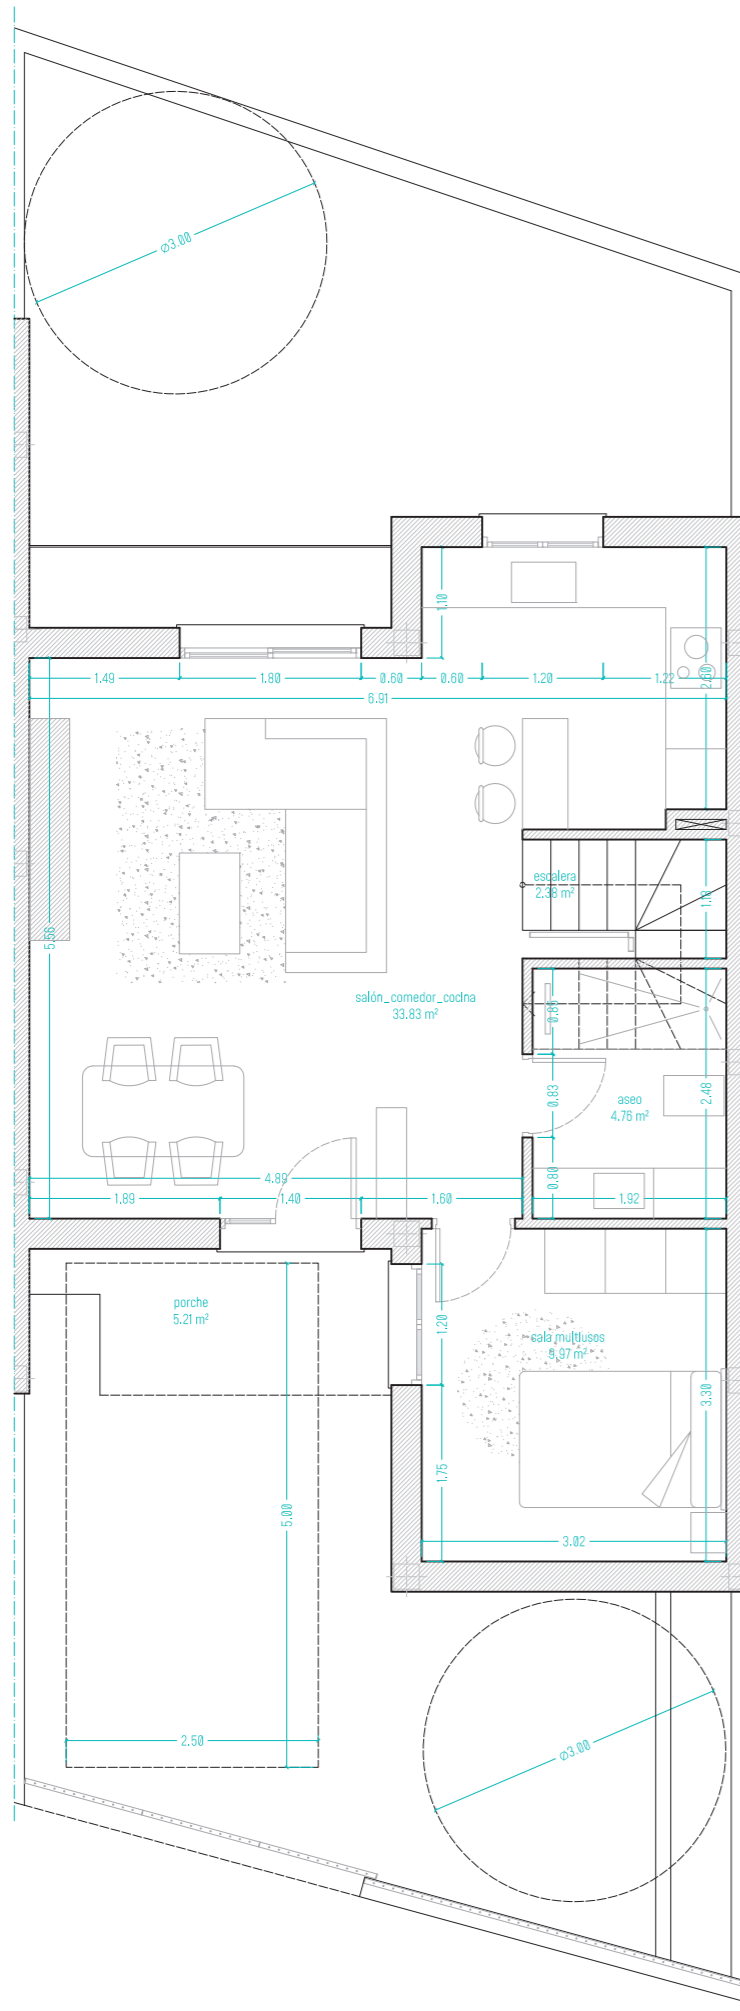 ø3.00
1.10
1.49
1.80
0.60
0.60
1.20
1.22
2.60
6.91
escalera
2.38 m²
1.18
5.56
salón_comedor_cocina
33.83 m²
0.85
0.83
2.48
aseo
4.76 m²
0.80
4.89
1.89
1.40
1.60
1.92
porche
5.21 m²
1.20
sala multiusos
9.97 m²
3.30
1.75
5.00
3.02
2.50
ø3.00